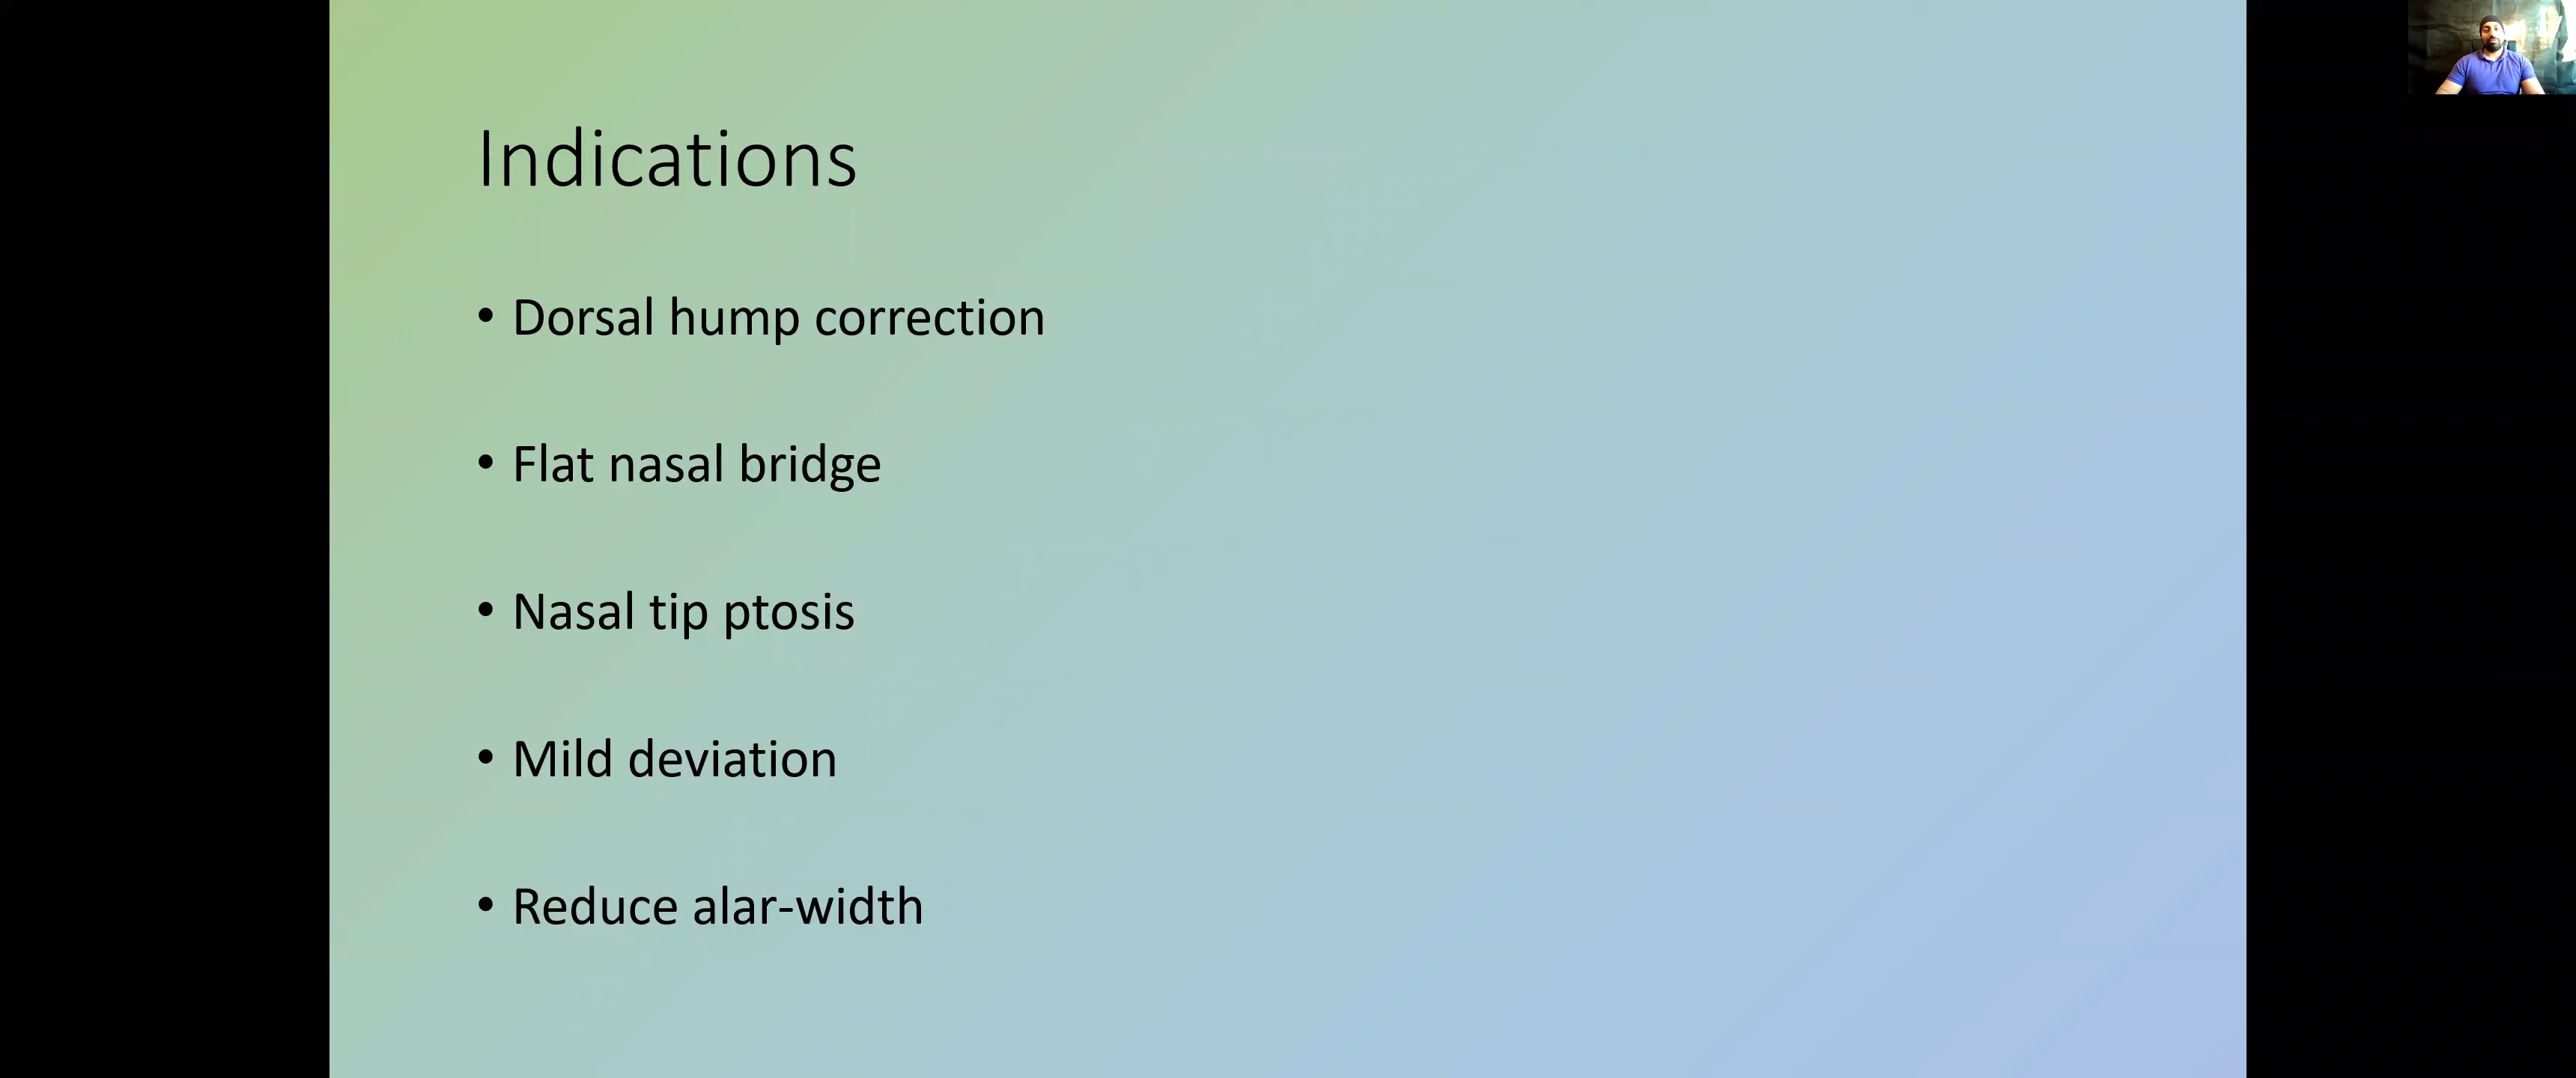 Indications
• Dorsal hump correction
• Flat nasal bridge
• Nasal tip ptosis
• Mild deviation
• Reduce alar-width